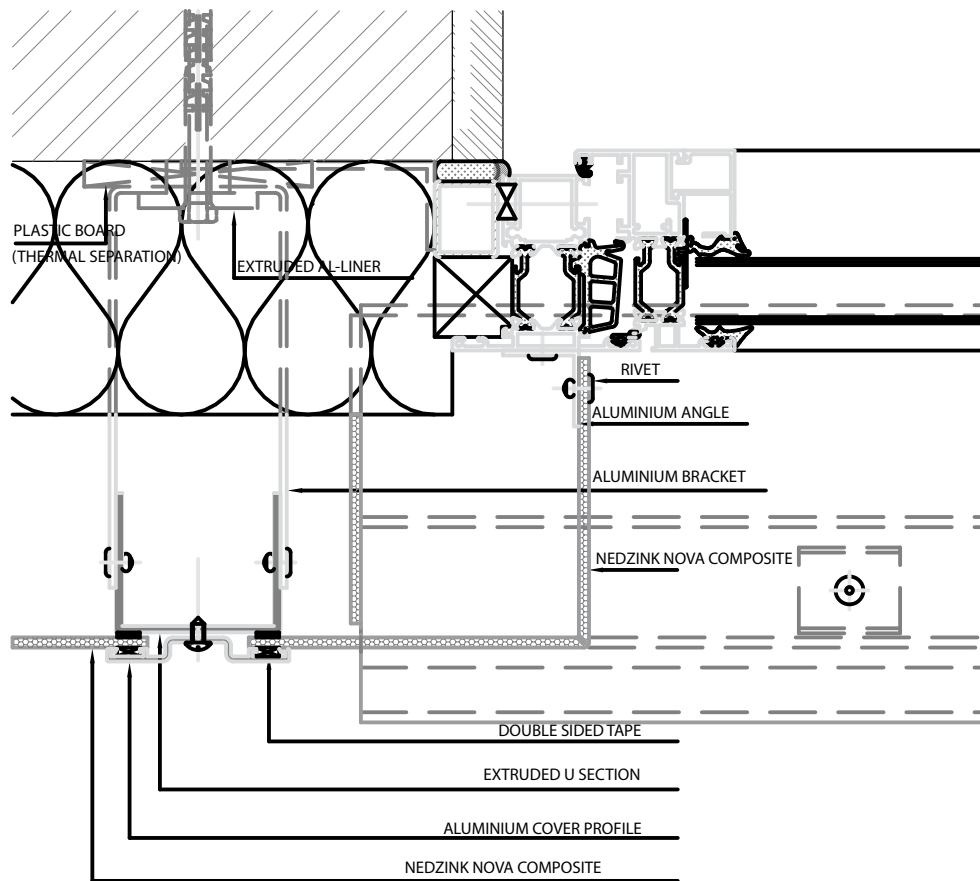 PLASTIC BOARD
(THERMAL SEPARATION)
EXTRUDED AL-LINER
RIVET
ALUMINIUM ANGLE
ALUMINIUM BRACKET
NEDZINK NOVA COMPOSITE
DOUBLE SIDED TAPE
EXTRUDED U SECTION
ALUMINIUM COVER PROFILE
NEDZINK NOVA COMPOSITE